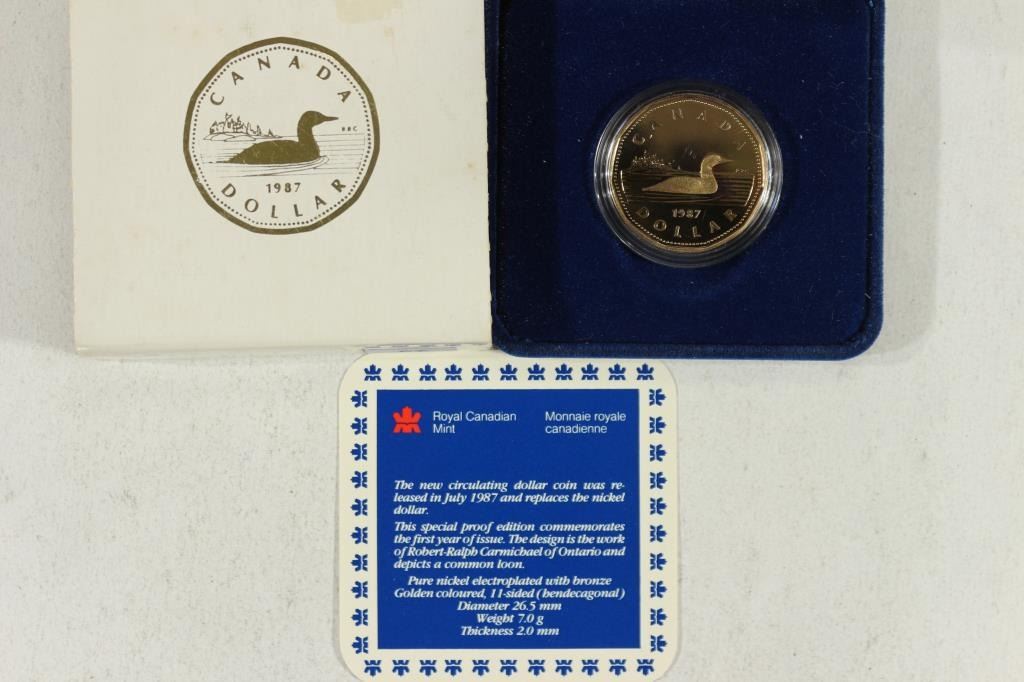 CANADA
RRC
1987
DOLLAR
CANADA
1987
DOLLAR
Royal Canadian
Mint
Monnaie royale
canadienne
The new circulating dollar coin was re-
leased in July 1987 and replaces the nickel
dollar.
This special proof edition commemorates
the first year of issue. The design is the work
of Robert-Ralph Carmichael of Ontario and
depicts a common loon.
Pure nickel electroplated with bronze
Golden coloured, 11-sided (hendecagonal)
Diameter 26.5 mm
Weight 7.0 g
Thickness 2.0 mm